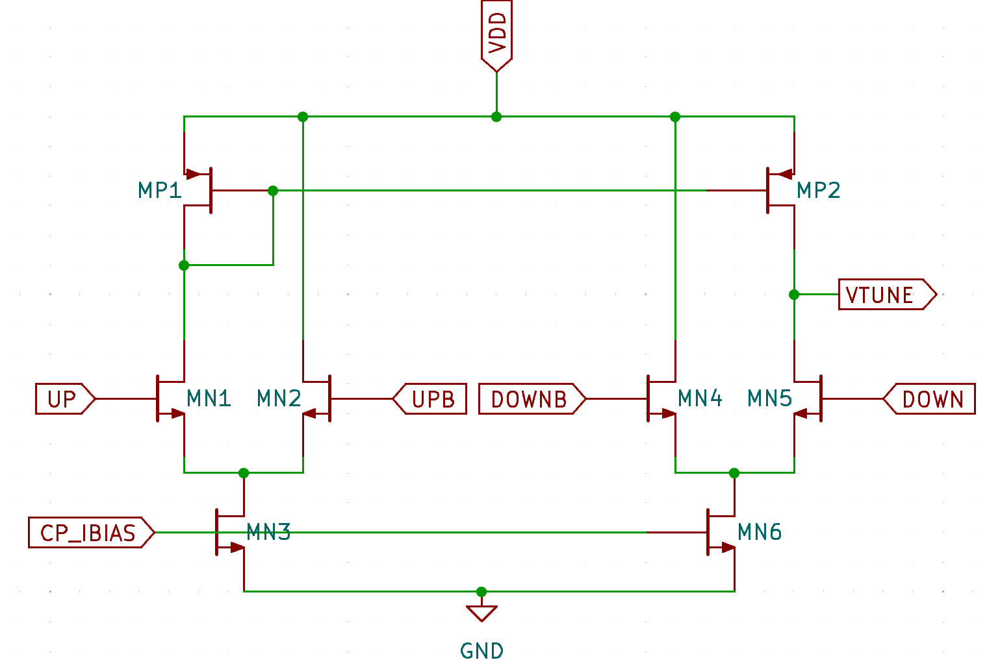 VDD
MP1
MP2
VTUNE
UP
MN1
MN2
UPB
DOWNB
MN4
MN5
DOWN
CP_IBIAS
MN3
MN6
GND